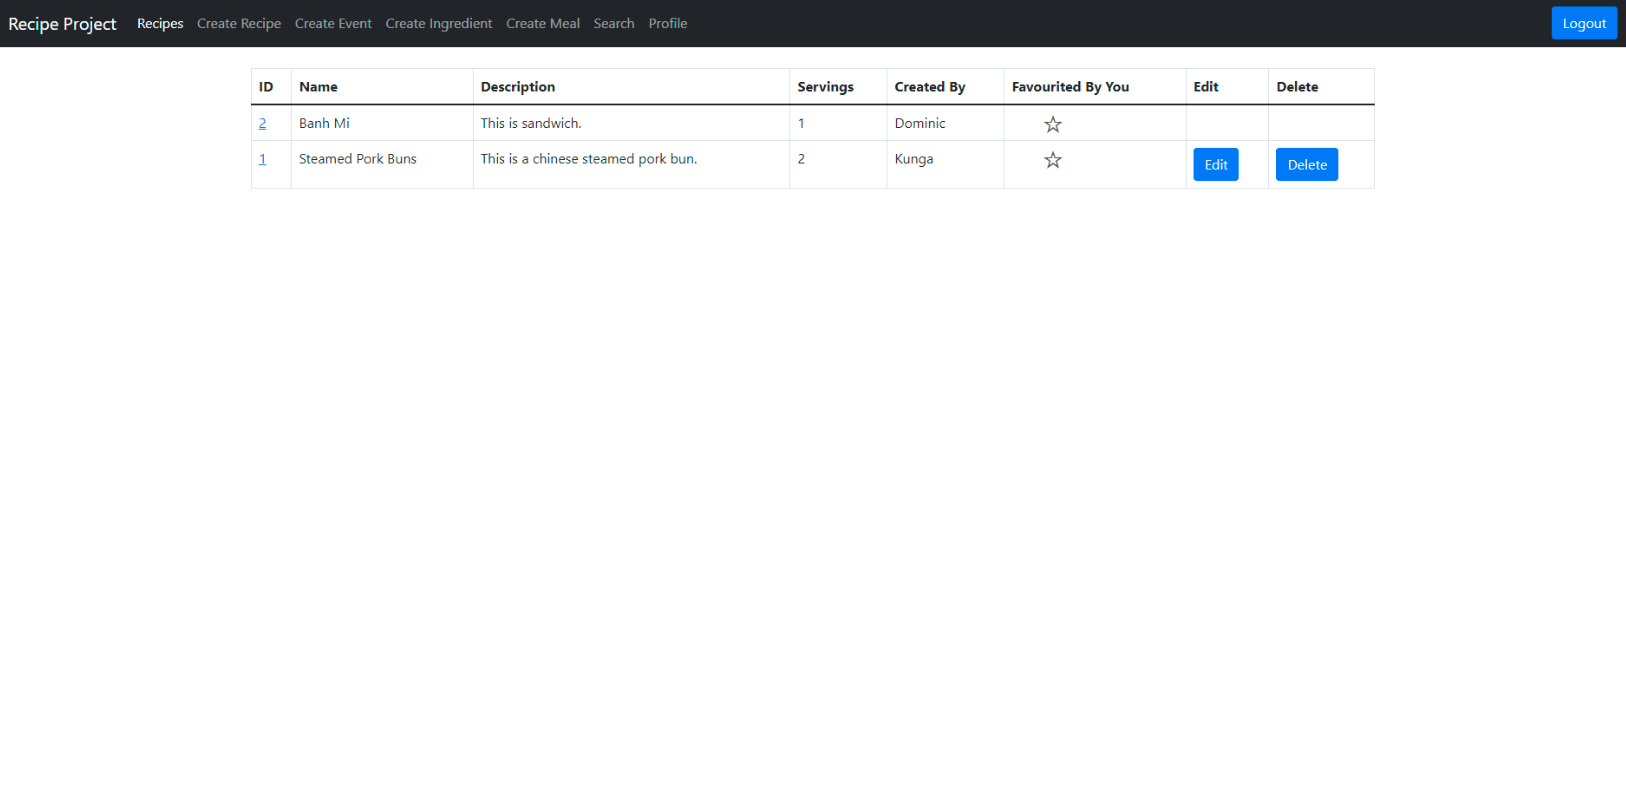 Recipe Project Recipes Create Recipe Create Event Create Ingredient Create Meal Search Profile Logout
ID Name Description Servings Created By Favourited By You Edit Delete
2 Banh Mi This is sandwich. 1 Dominic
1 Steamed Pork Buns This is a chinese steamed pork bun. 2 Kunga Edit Delete